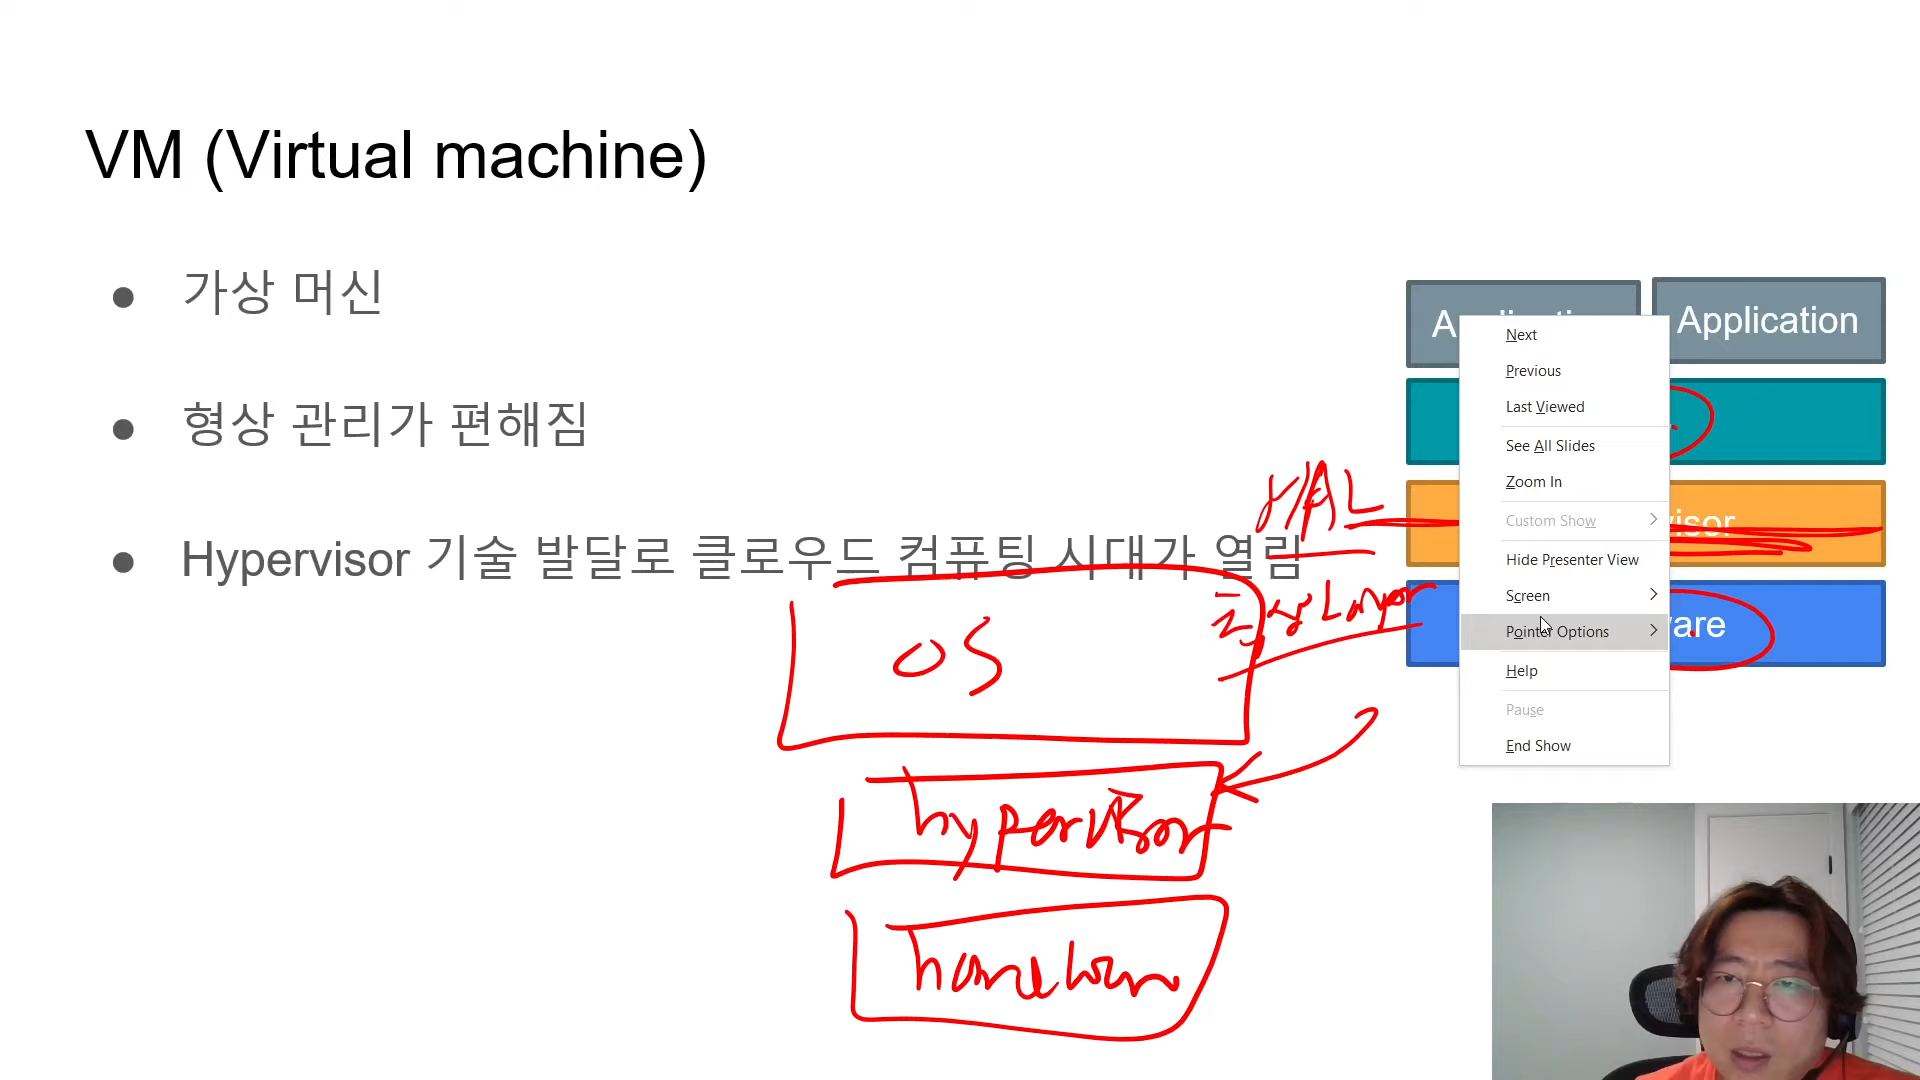 VM (Virtual machine)
● 가상 머신
● 형상 관리가 편해짐
● Hypervisor 기술 발달로 클로우드 컴퓨팅 시대가 열림
Application
Next
Previous
Last Viewed
See All Slides
Zoom In
Custom Show
Hide Presenter View
Screen
Pointer Options
Help
Pause
End Show
visor
ware
HAL
Layer
OS
hypervisor